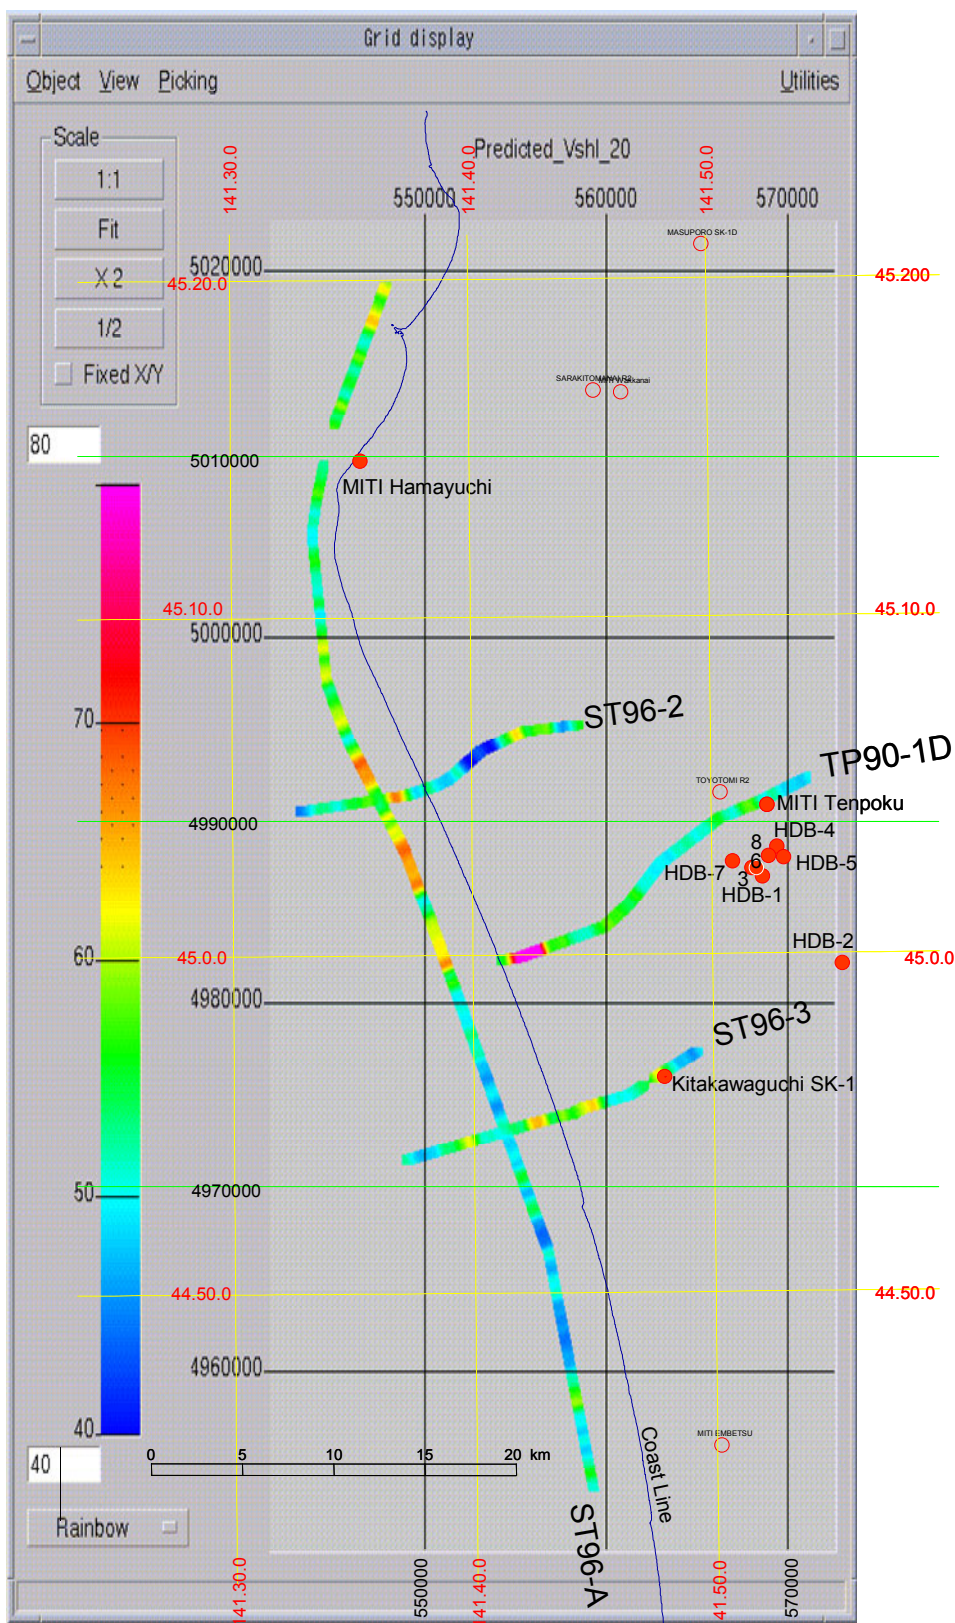 Grid display
Object View Picking Utilities
Scale
1:1
Fit
X 2
1/2
Fixed X/Y
Predicted_Vshl_20
141.30.0 141.40.0 141.50.0
550000 560000 570000
MASUPORO SK-1D
5020000
45.20.0 45.200
SARAKITOMANAI R2
80
5010000
MITI Hamayuchi
45.10.0 45.10.0
5000000
70
ST96-2
TP90-1D
TOYOTOMI R2
MITI Tenpoku
4990000
HDB-4
8
6
HDB-5
HDB-7
3
HDB-1
HDB-2
60
45.0.0 45.0.0
4980000
ST96-3
Kitakawaguchi SK-1
50
4970000
44.50.0 44.50.0
4960000
40
MITI EMBETSU
Coast Line
0 5 10 15 20 km
40
Rainbow
ST96-A
141.30.0 550000 141.40.0 41.50.0 570000